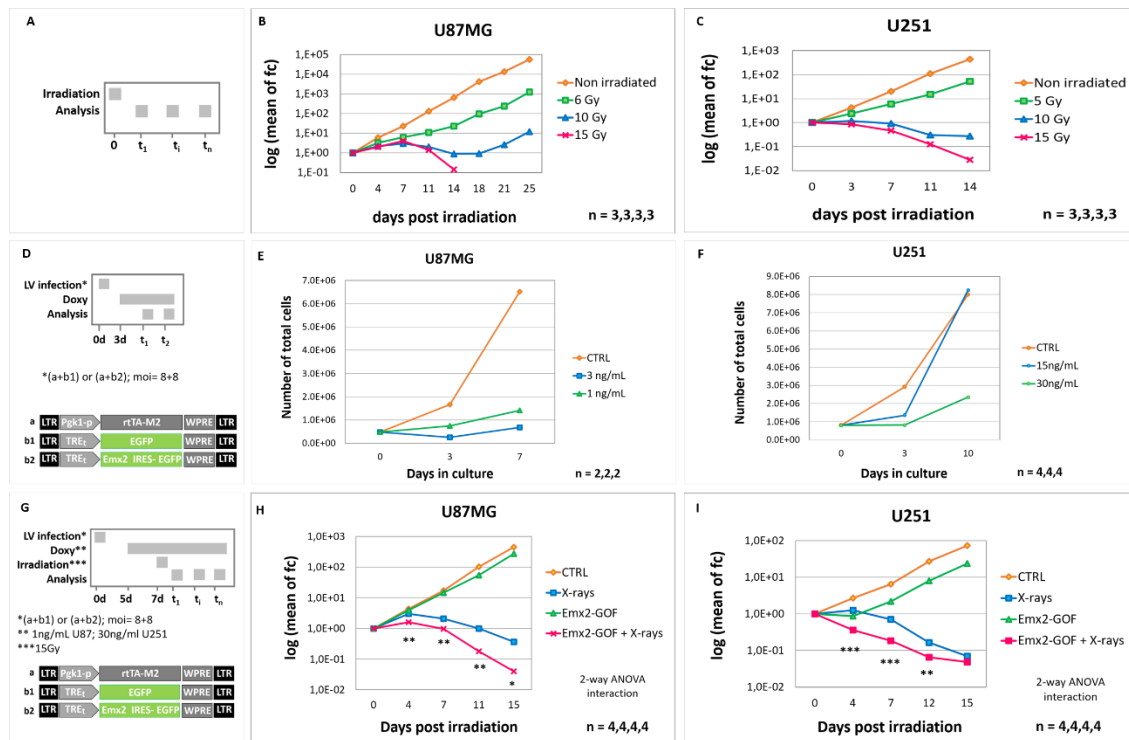 A
Irradiation
Analysis
0 t1 ti tn
B
U87MG
log (mean of fc)
1,E+05
1,E+04
1,E+03
1,E+02
1,E+01
1,E+00
1,E-01
0 4 7 11 14 18 21 25
days post irradiation
n = 3,3,3,3
Non irradiated
6 Gy
10 Gy
15 Gy
C
U251
log (mean of fc)
1,E+03
1,E+02
1,E+01
1,E+00
1,E-01
1,E-02
0 3 7 11 14
days post irradiation
n = 3,3,3,3
Non irradiated
5 Gy
10 Gy
15 Gy
D
LV infection*
Doxy
Analysis
0d 3d t1 t2
*(a+b1) or (a+b2); moi= 8+8
a LTR Pgk1-p rtTA-M2 WPRE LTR
b1 LTR TREt EGFP WPRE LTR
b2 LTR TREt Emx2 IRES- EGFP WPRE LTR
E
U87MG
Number of total cells
7.0E+06
6.0E+06
5.0E+06
4.0E+06
3.0E+06
2.0E+06
1.0E+06
0.0E+00
0 3 7
Days in culture
n = 2,2,2
CTRL
3 ng/mL
1 ng/mL
F
U251
Number of total cells
9.0E+06
8.0E+06
7.0E+06
6.0E+06
5.0E+06
4.0E+06
3.0E+06
2.0E+06
1.0E+06
0.0E+00
0 3 10
Days in culture
n = 4,4,4
CTRL
15ng/mL
30ng/mL
G
LV infection*
Doxy**
Irradiation***
Analysis
0d 5d 7d t1 ti tn
*(a+b1) or (a+b2); moi= 8+8
** 1ng/mL U87; 30ng/ml U251
***15Gy
a LTR Pgk1-p rtTA-M2 WPRE LTR
b1 LTR TREt EGFP WPRE LTR
b2 LTR TREt Emx2 IRES- EGFP WPRE LTR
H
U87MG
log (mean of fc)
1,0E+03
1,0E+02
1,0E+01
1,0E+00
1,0E-01
1,0E-02
** ** ** *
0 4 7 11 15
Days post irradiation
CTRL
X-rays
Emx2-GOF
Emx2-GOF + X-rays
2-way ANOVA
interaction
n = 4,4,4,4
I
U251
log (mean of fc)
1,0E+02
1,0E+01
1,0E+00
1,0E-01
1,0E-02
*** *** **
0 4 7 12 15
Days post irradiation
CTRL
X-rays
Emx2-GOF
Emx2-GOF + X-rays
2-way ANOVA
interaction
n = 4,4,4,4